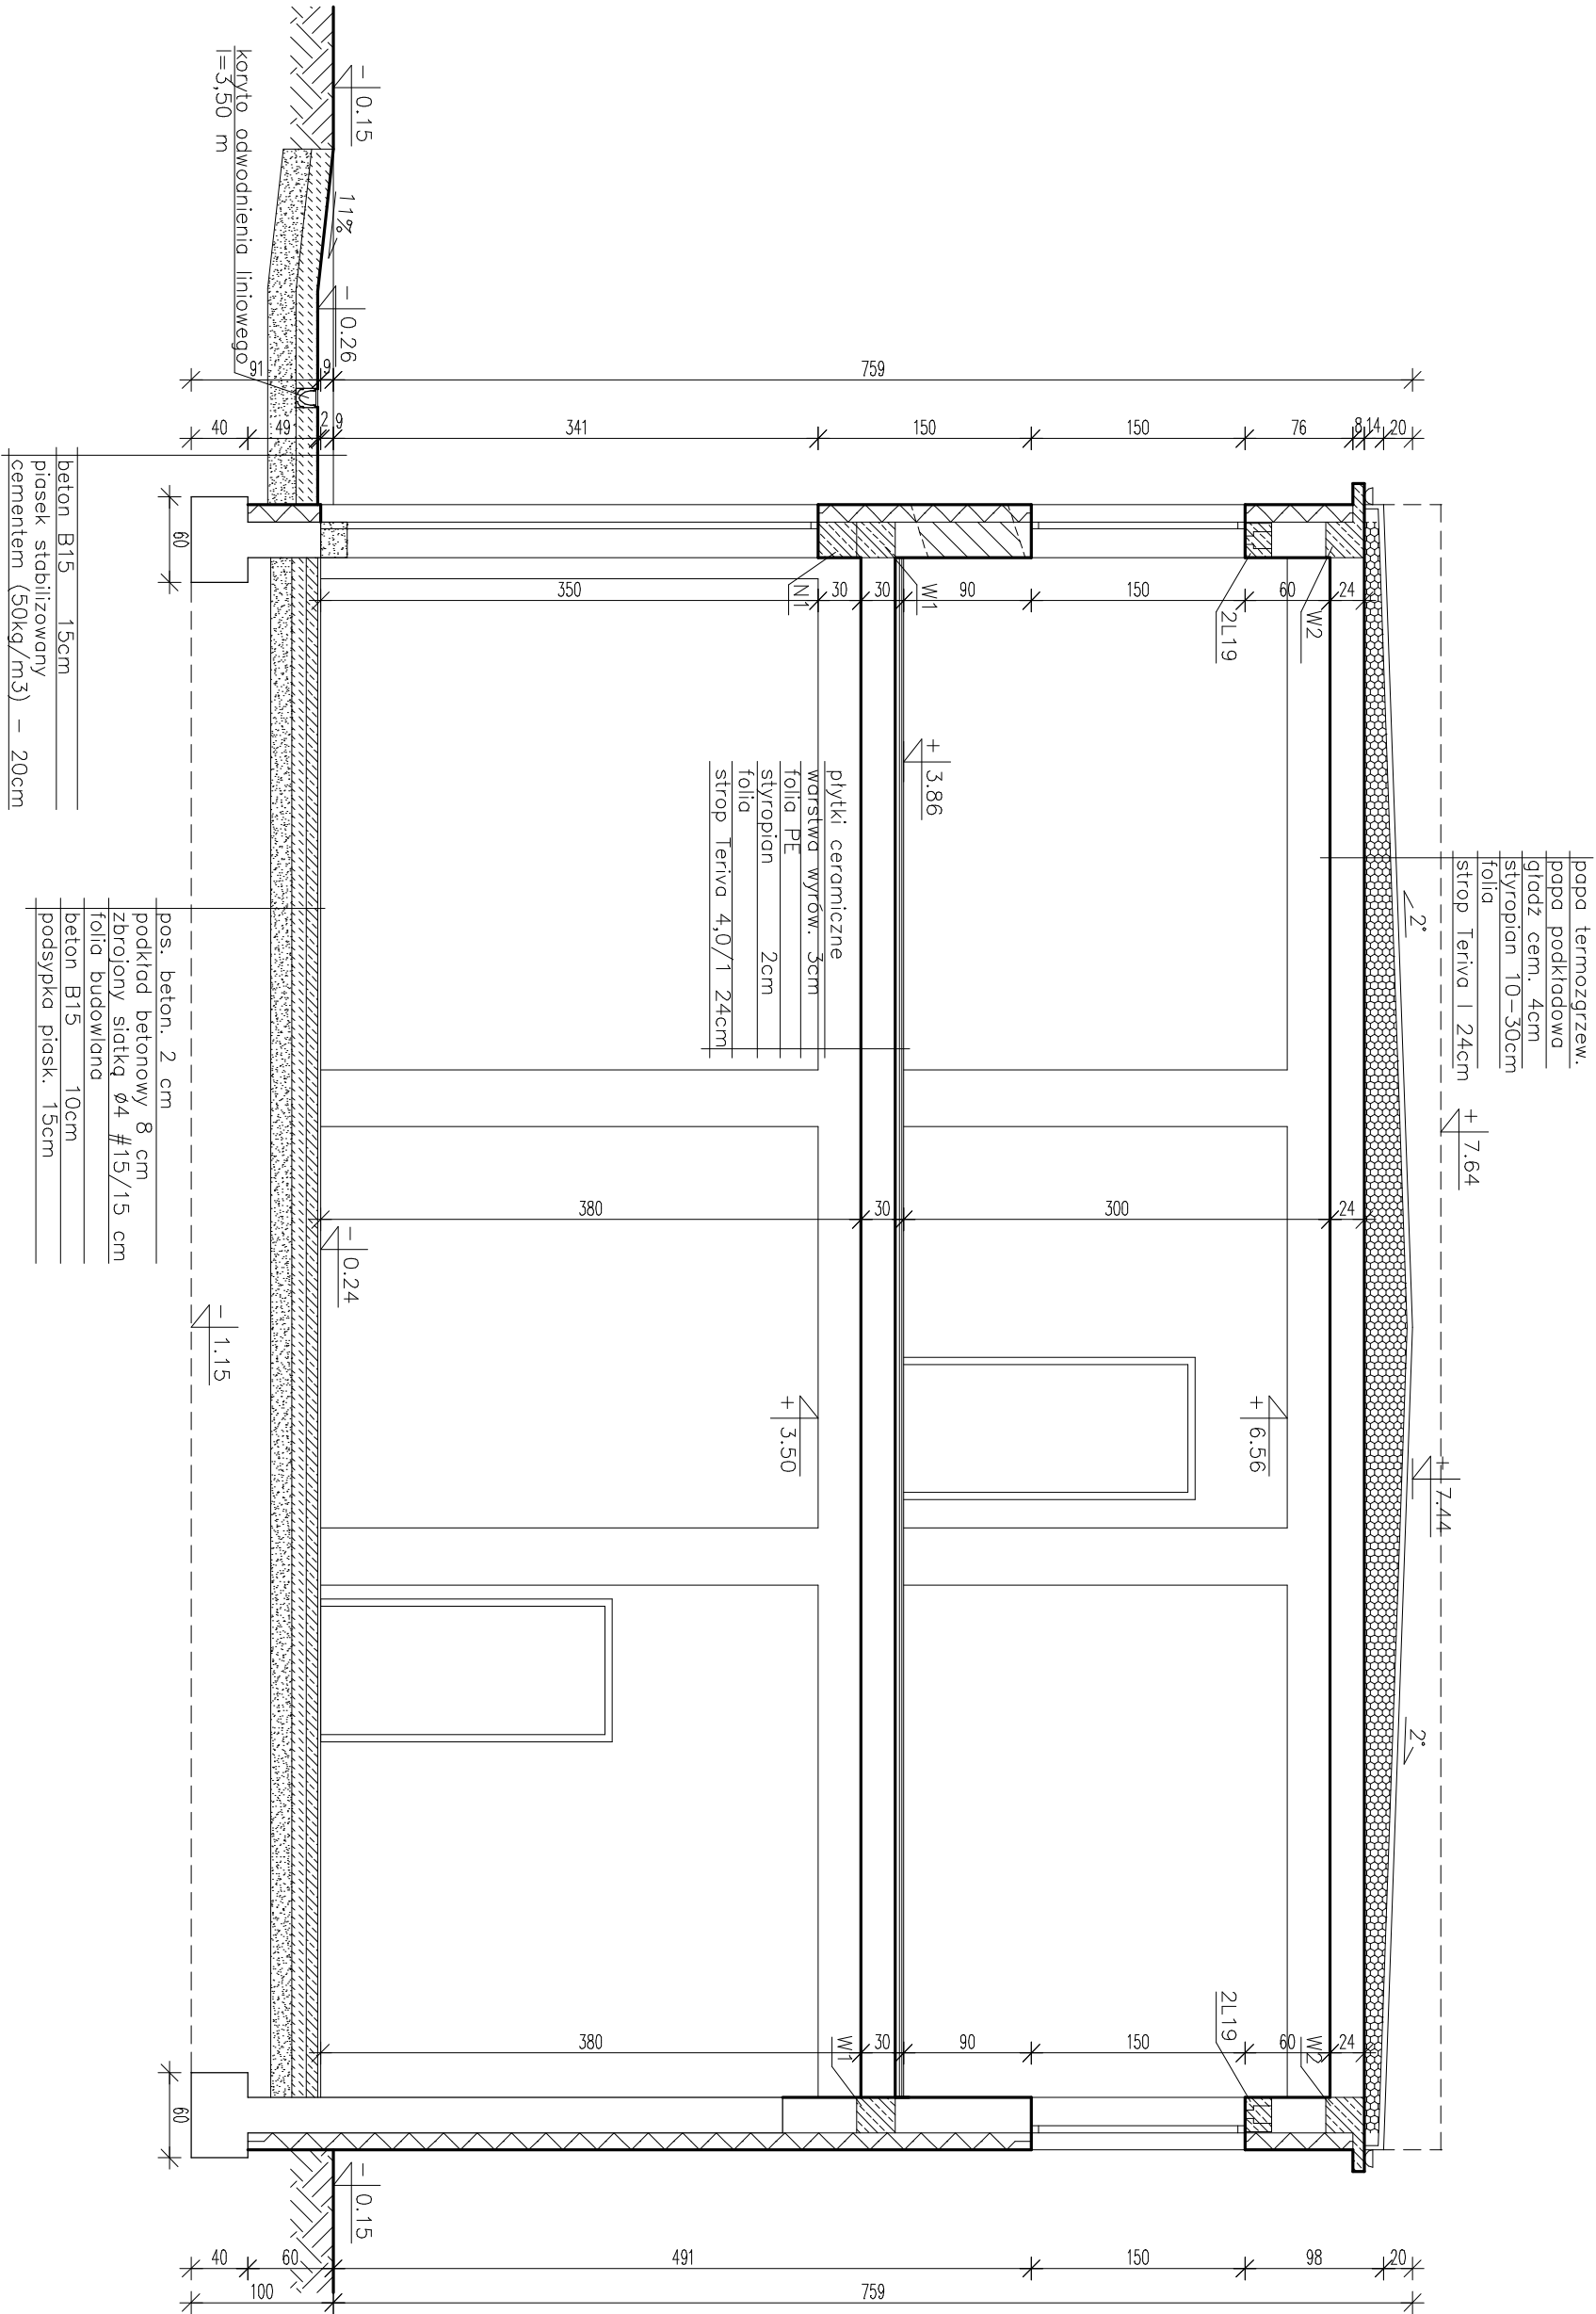 papa termozgrzew.
papa podkładowa
gładź cem. 4cm
styropian 10-30cm
folia
strop Teriva I 24cm
+ 7.64
+ 7.44
2°
2°
20
14
8
76
150
150
341
9
2
49
40
759
9
91
W2
2L19
W1
N1
24
60
150
90
30
30
350
+ 3.86
płytki ceramiczne
warstwa wyrów. 3cm
folia PE
styropian 2cm
folia
strop Teriva 4,0/1 24cm
24
300
30
380
+ 6.56
+ 3.50
- 0.24
- 1.15
W2
2L19
W1
24
60
150
90
30
380
- 0.15
11%
- 0.26
koryto odwodnienia liniowego
l=3,50 m
60
60
- 0.15
20
98
150
491
60
40
759
100
beton B15 15cm
piasek stabilizowany
cementem (50kg/m3) - 20cm
pos. beton. 2 cm
podkład betonowy 8 cm
zbrojony siatką ø4 #15/15 cm
folia budowlana
beton B15 10cm
podsypka piask. 15cm